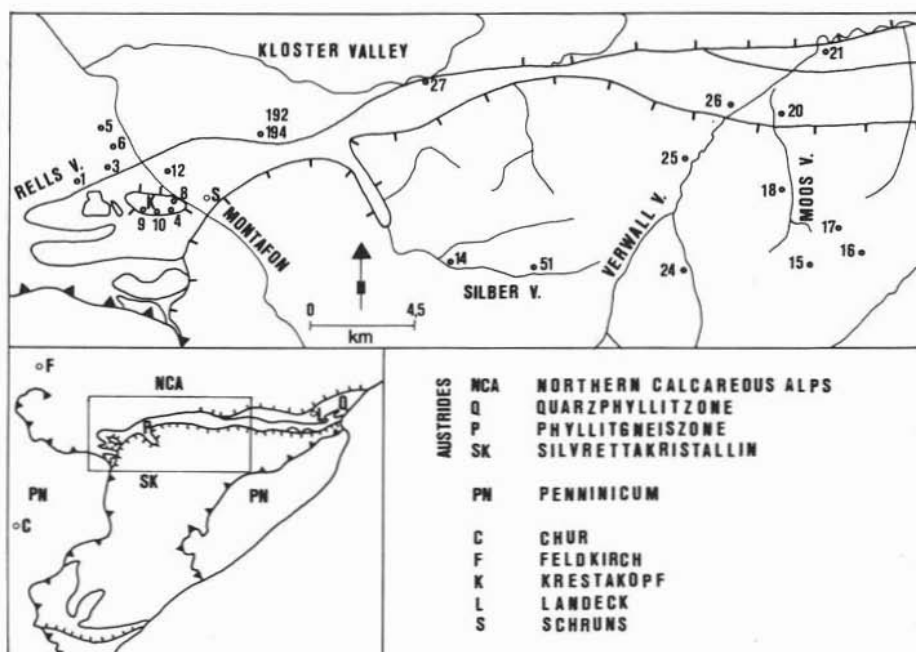 KLOSTER VALLEY
21
27
192
194
26
20
5
6
25
RELLS V.
3
12
1
8
S
K
MOOS V.
18
9
10
4
MONTAFON
VERWALL V.
17
16
14
51
24
15
SILBER V.
0
4,5
km
F
NCA
Q
L
P
SK
PN
PN
C
AUSTRIDES
NCA NORTHERN CALCAREOUS ALPS
Q QUARZPHYLLITZONE
P PHYLLITGNEISZONE
SK SILVRETTAKRISTALLIN
PN PENNINICUM
C CHUR
F FELDKIRCH
K KRESTAKOPF
L LANDECK
S SCHRUNS